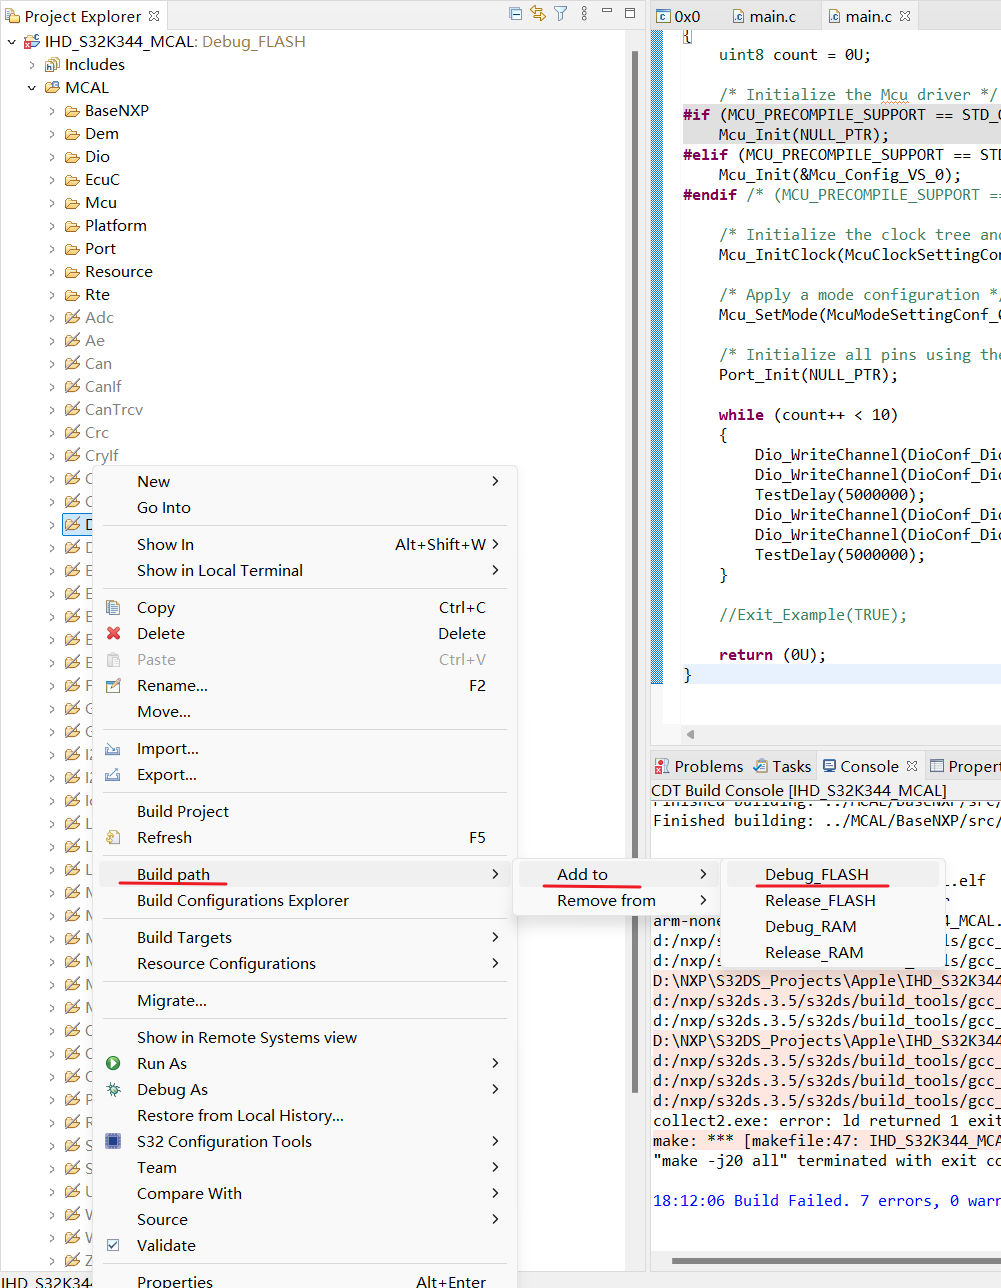 Project Explorer
IHD_S32K344_MCAL: Debug_FLASH
Includes
MCAL
BaseNXP
Dem
Dio
EcuC
Mcu
Platform
Port
Resource
Rte
Adc
Ae
Can
CanIf
CanTrcv
Crc
CryIf
New
Go Into
Show In Alt+Shift+W
Show in Local Terminal
Copy Ctrl+C
Delete Delete
Paste Ctrl+V
Rename... F2
Move...
Import...
Export...
Build Project
Refresh F5
Build path
Build Configurations Explorer
Build Targets
Resource Configurations
Migrate...
Show in Remote Systems view
Run As
Debug As
Restore from Local History...
S32 Configuration Tools
Team
Compare With
Source
Validate
Properties Alt+Enter
IHD_S32K344
Add to
Remove from
Debug_FLASH
Release_FLASH
Debug_RAM
Release_RAM
0x0 main.c main.c
{
uint8 count = 0U;
/* Initialize the Mcu driver */
#if (MCU_PRECOMPILE_SUPPORT == STD_
Mcu_Init(NULL_PTR);
#elif (MCU_PRECOMPILE_SUPPORT == STD
Mcu_Init(&Mcu_Config_VS_0);
#endif /* (MCU_PRECOMPILE_SUPPORT ==
/* Initialize the clock tree and
Mcu_InitClock(McuClockSettingCon
/* Apply a mode configuration */
Mcu_SetMode(McuModeSettingConf_
/* Initialize all pins using the
Port_Init(NULL_PTR);
while (count++ < 10)
{
Dio_WriteChannel(DioConf_Dio
Dio_WriteChannel(DioConf_Dio
TestDelay(5000000);
Dio_WriteChannel(DioConf_Dio
Dio_WriteChannel(DioConf_Dio
TestDelay(5000000);
}
//Exit_Example(TRUE);
return (0U);
}
Problems Tasks Console Propert
CDT Build Console [IHD_S32K344_MCAL]
Finished building: ../MCAL/BaseNXP/src/
Finished building: ../MCAL/BaseNXP/src/
.elf
arm-none
4_MCAL.
d:/nxp/s
ls/gcc_
d:/nxp/s
ls/gcc_
D:\NXP\S32DS_Projects\Apple\IHD_S32K344
d:/nxp/s32ds.3.5/s32ds/build_tools/gcc_
d:/nxp/s32ds.3.5/s32ds/build_tools/gcc_
D:\NXP\S32DS_Projects\Apple\IHD_S32K344
d:/nxp/s32ds.3.5/s32ds/build_tools/gcc_
d:/nxp/s32ds.3.5/s32ds/build_tools/gcc_
d:/nxp/s32ds.3.5/s32ds/build_tools/gcc_
collect2.exe: error: ld returned 1 exit
make: *** [makefile:47: IHD_S32K344_MCA
"make -j20 all" terminated with exit co
18:12:06 Build Failed. 7 errors, 0 warn